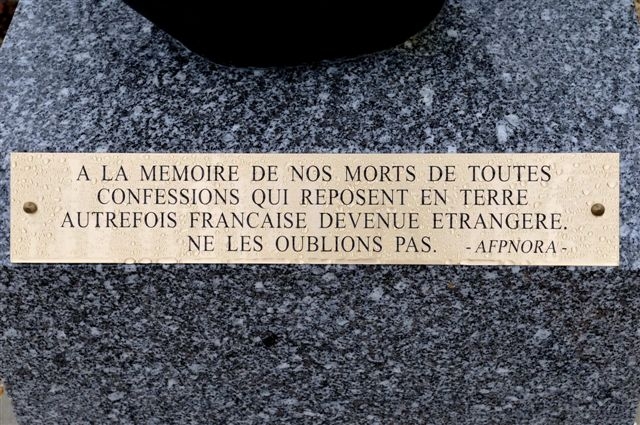 A LA MEMOIRE DE NOS MORTS DE TOUTES
CONFESSIONS QUI REPOSENT EN TERRE
AUTREFOIS FRANCAISE DEVENUE ETRANGERE.
NE LES OUBLIONS PAS. - AFPNORA -